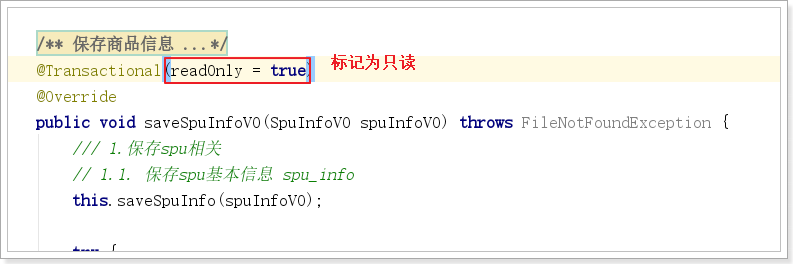 /** 保存商品信息 ...*/
@Transactional(readOnly = true) 标记为只读
@Override
public void saveSpuInfoVO(SpuInfoVO spuInfoVO) throws FileNotFoundException {
/// 1.保存spu相关
// 1.1. 保存spu基本信息 spu_info
this.saveSpuInfo(spuInfoVO);
try {